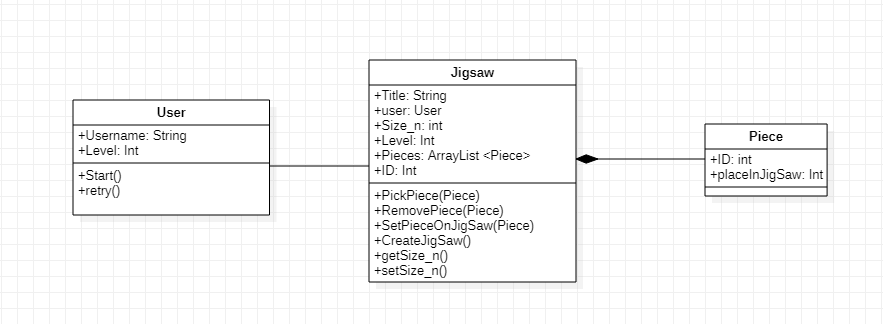 User
+Username: String
+Level: Int
+Start()
+retry()
Jigsaw
+Title: String
+user: User
+Size_n: int
+Level: Int
+Pieces: ArrayList <Piece>
+ID: Int
+PickPiece(Piece)
+RemovePiece(Piece)
+SetPieceOnJigSaw(Piece)
+CreateJigSaw()
+getSize_n()
+setSize_n()
Piece
+ID: int
+placeInJigSaw: Int